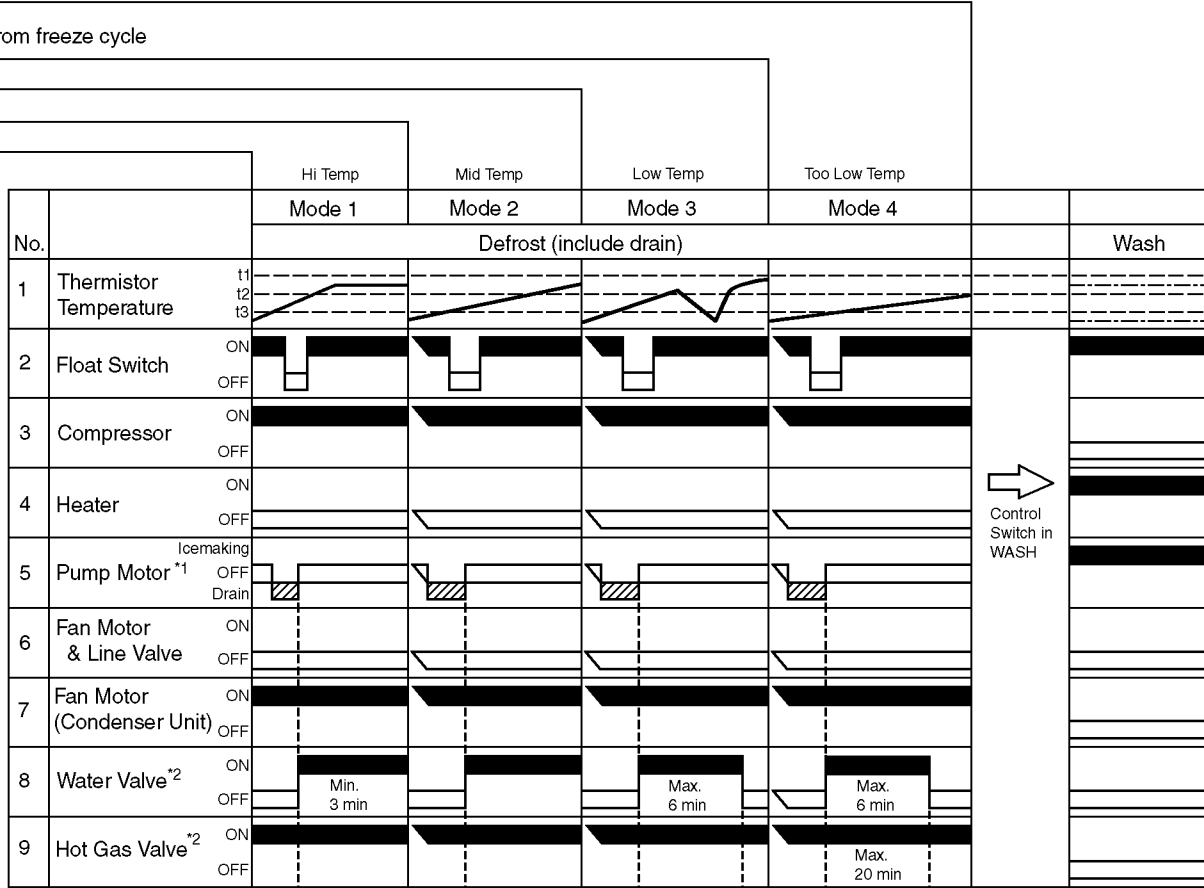 rom freeze cycle
Hi Temp Mid Temp Low Temp Too Low Temp
Mode 1 Mode 2 Mode 3 Mode 4
No. Defrost (include drain) Wash
1 Thermistor Temperature t1 t2 t3
2 Float Switch ON OFF
3 Compressor ON OFF
4 Heater ON OFF
Control Switch in WASH
5 Pump Motor *1 Icemaking OFF Drain
6 Fan Motor & Line Valve ON OFF
7 Fan Motor (Condenser Unit) ON OFF
8 Water Valve*2 ON OFF Min. 3 min Max. 6 min Max. 6 min
9 Hot Gas Valve*2 ON OFF Max. 20 min